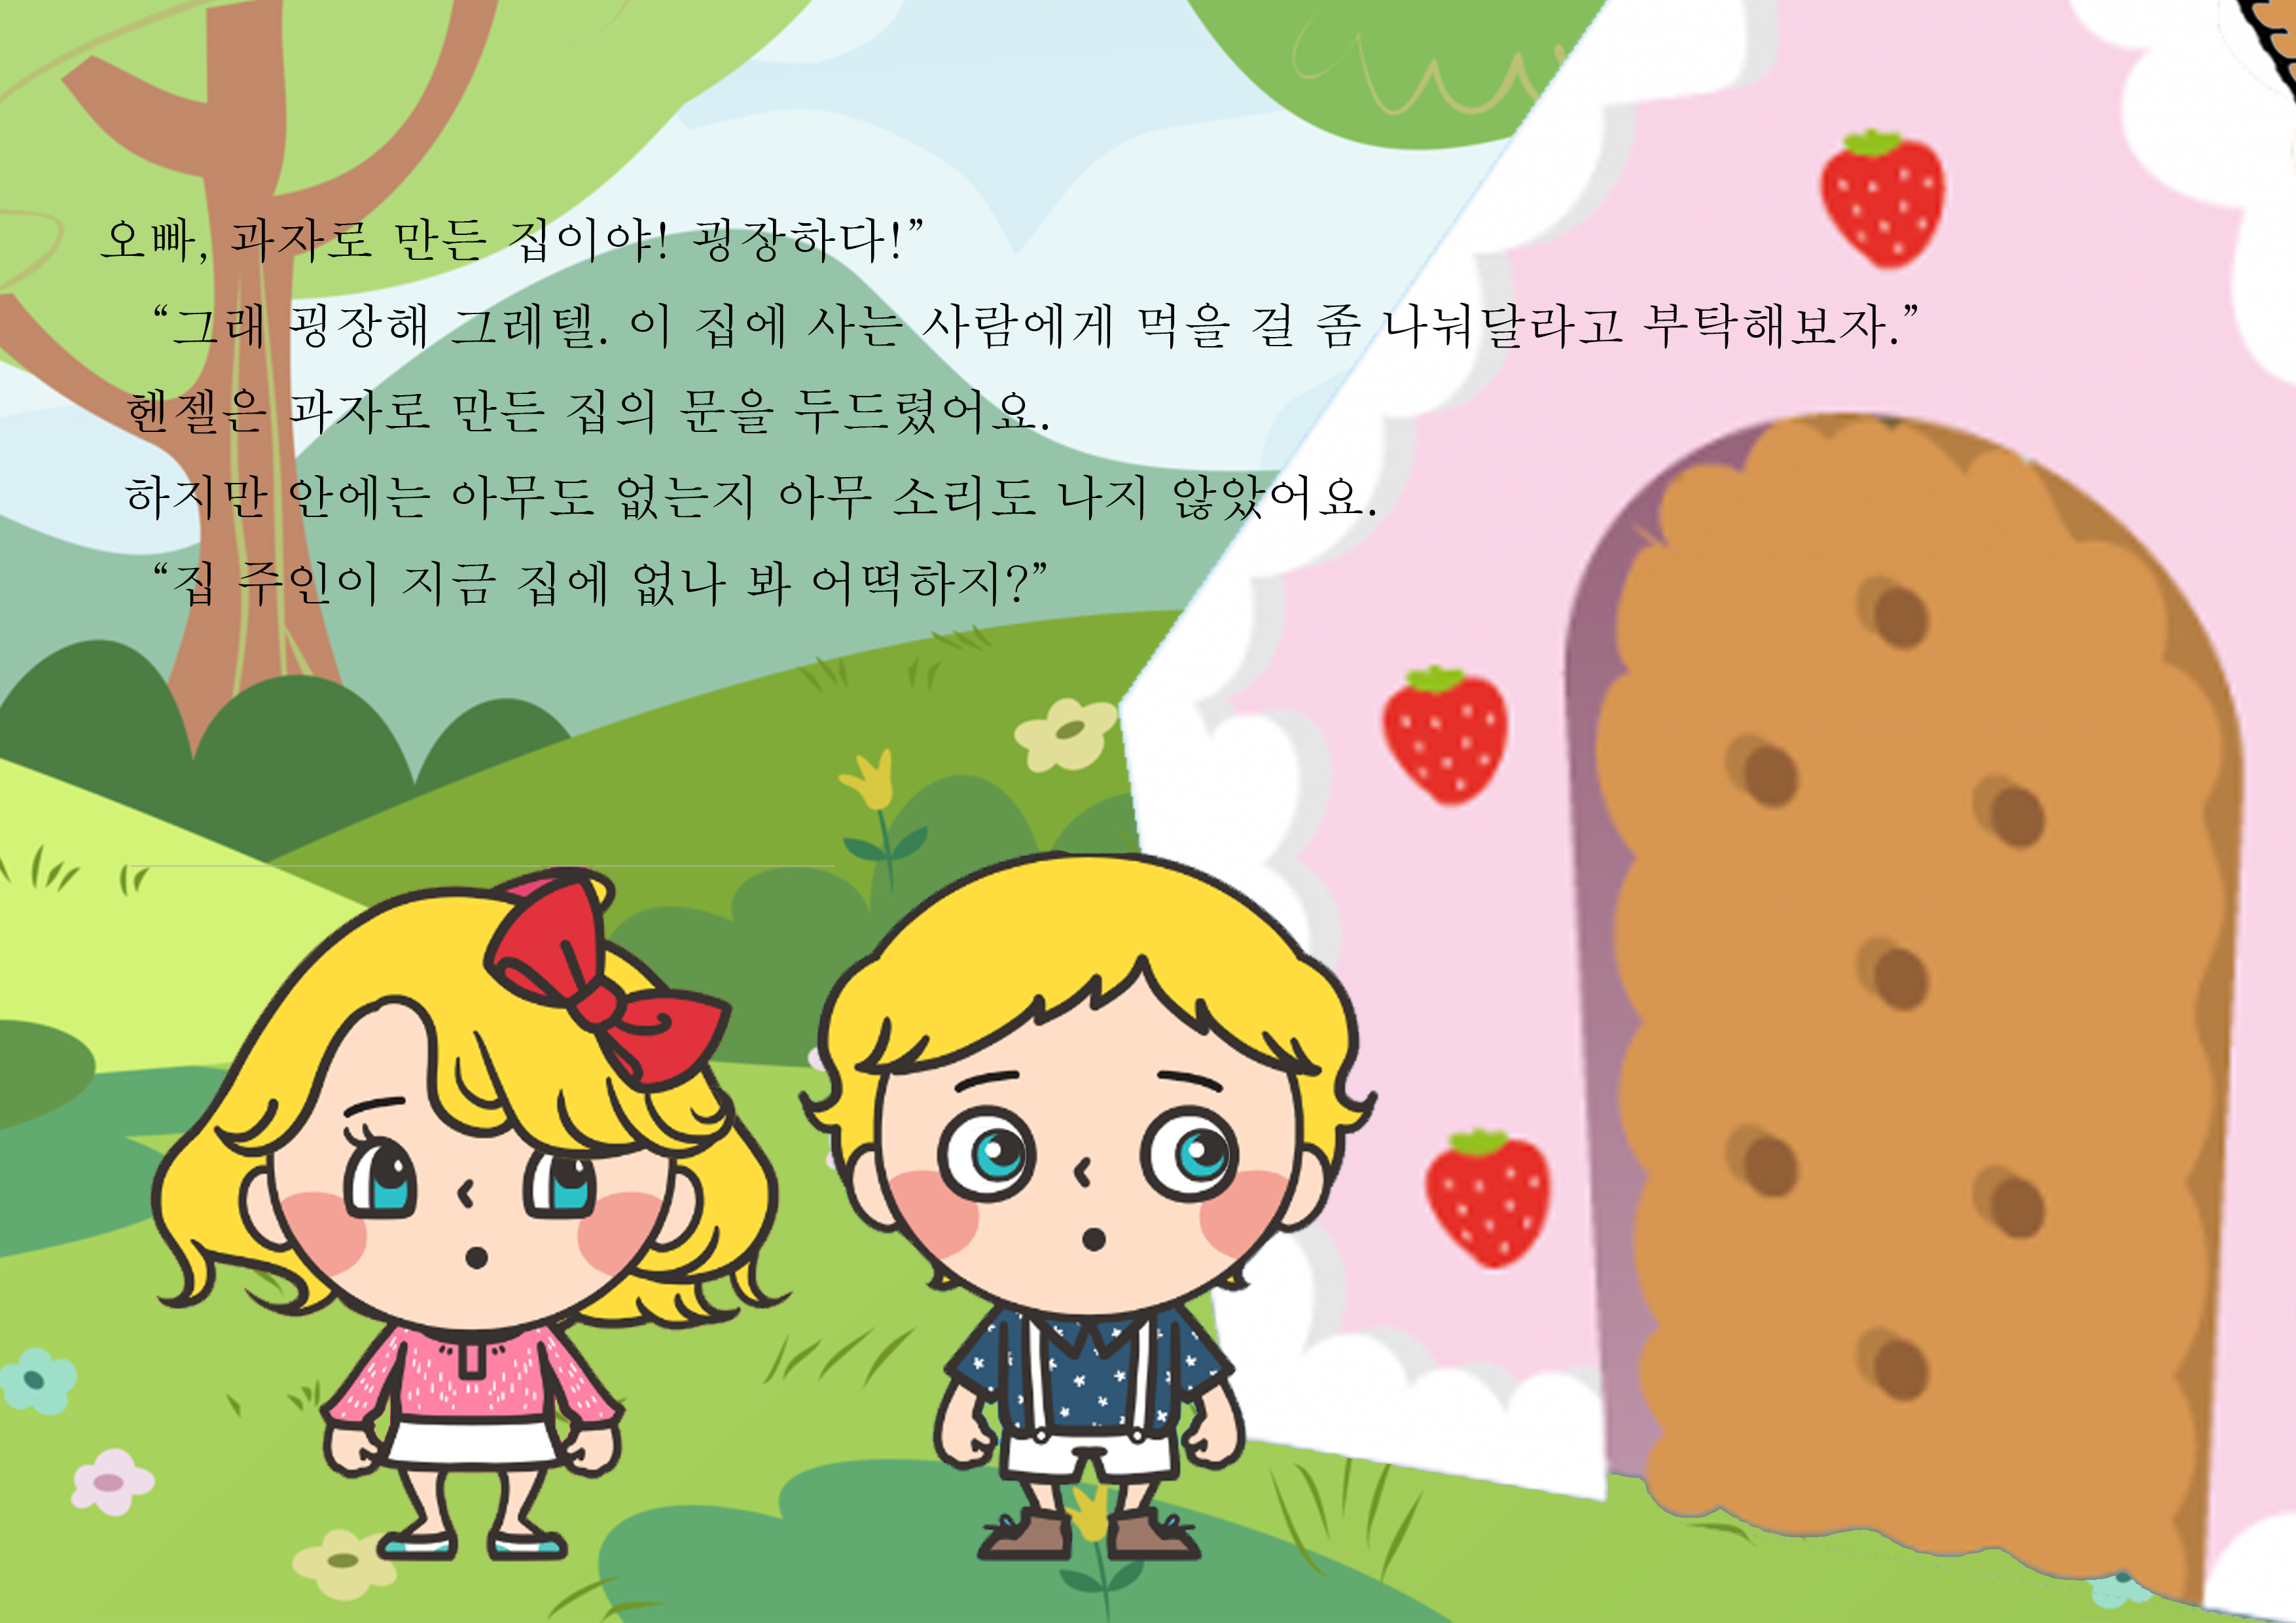 오빠, 과자로 만든 집이야! 굉장하다!”
“그래 굉장해 그레텔. 이 집에 사는 사람에게 먹을 걸 좀 나눠달라고 부탁해보자.”
헨젤은 과자로 만든 집의 문을 두드렸어요.
하지만 안에는 아무도 없는지 아무 소리도 나지 않았어요.
“집 주인이 지금 집에 없나 봐 어떡하지?”